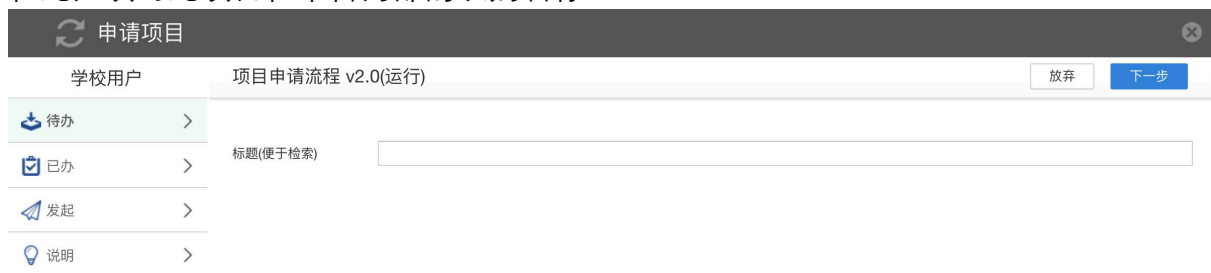 申请项目
学校用户
项目申请流程 v2.0(运行)
放弃
下一步
待办
标题(便于检索)
已办
发起
说明